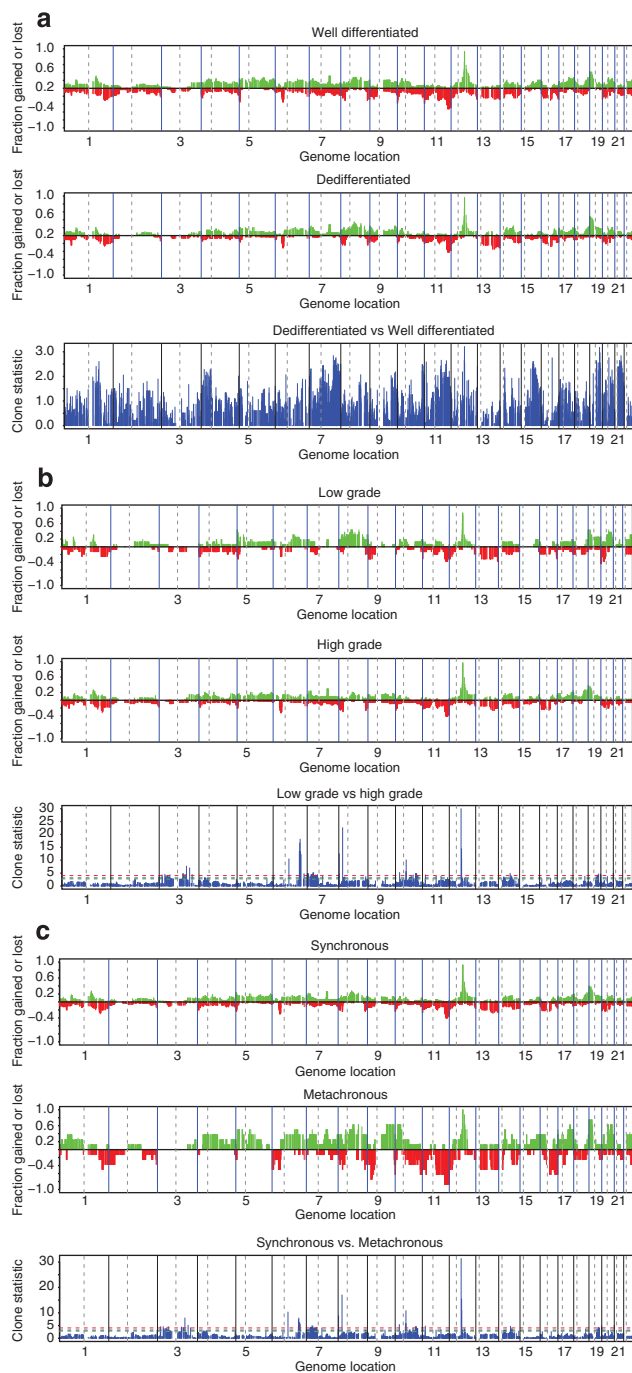 a
Well differentiated
Fraction gained or lost
1.0
0.6
0.2
−0.4
−1.0
1 3 5 7 9 11 13 15 17 19 21
Genome location
Dedifferentiated
Fraction gained or lost
1.0
0.6
0.2
−0.4
−1.0
1 3 5 7 9 11 13 15 17 19 21
Genome location
Dedifferentiated vs Well differentiated
Clone statistic
3.0
2.0
1.0
0.0
1 3 5 7 9 11 13 15 17 19 21
Genome location
b
Low grade
Fraction gained or lost
1.0
0.6
0.2
−0.4
−1.0
1 3 5 7 9 11 13 15 17 19 21
Genome location
High grade
Fraction gained or lost
1.0
0.6
0.2
−0.4
−1.0
1 3 5 7 9 11 13 15 17 19 21
Genome location
Low grade vs high grade
Clone statistic
30
25
20
15
10
5
0
1 3 5 7 9 11 13 15 17 19 21
Genome location
c
Synchronous
Fraction gained or lost
1.0
0.6
0.2
−0.4
−1.0
1 3 5 7 9 11 13 15 17 19 21
Genome location
Metachronous
Fraction gained or lost
1.0
0.6
0.2
−0.4
−1.0
1 3 5 7 9 11 13 15 17 19 21
Genome location
Synchronous vs. Metachronous
Clone statistic
30
20
10
5
0
1 3 5 7 9 11 13 15 17 19 21
Genome location